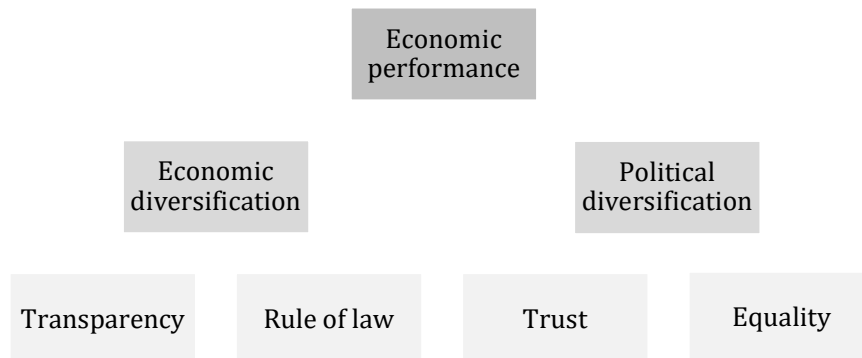 Economic
performance
Economic
diversification
Political
diversification
Transparency
Rule of law
Trust
Equality